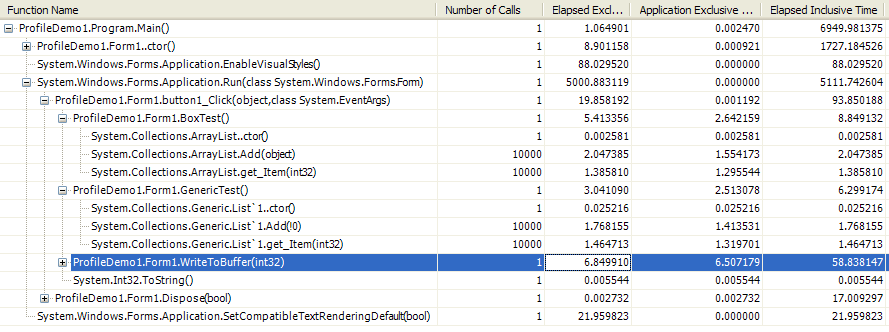 Function Name Number of Calls Elapsed Excl... Application Exclusive ... Elapsed Inclusive Time
ProfileDemo1.Program.Main() 1 1.064901 0.002470 6949.981375
ProfileDemo1.Form1..ctor() 1 8.901158 0.000921 1727.184526
System.Windows.Forms.Application.EnableVisualStyles() 1 88.029520 0.000000 88.029520
System.Windows.Forms.Application.Run(class System.Windows.Forms.Form) 1 5000.883119 0.000000 5111.742604
ProfileDemo1.Form1.button1_Click(object,class System.EventArgs) 1 19.858192 0.001192 93.850188
ProfileDemo1.Form1.BoxTest() 1 5.413356 2.642159 8.849132
System.Collections.ArrayList..ctor() 1 0.002581 0.002581 0.002581
System.Collections.ArrayList.Add(object) 10000 2.047385 1.554173 2.047385
System.Collections.ArrayList.get_Item(int32) 10000 1.385810 1.295544 1.385810
ProfileDemo1.Form1.GenericTest() 1 3.041090 2.513078 6.299174
System.Collections.Generic.List`1..ctor() 1 0.025216 0.025216 0.025216
System.Collections.Generic.List`1.Add(!0) 10000 1.768155 1.413531 1.768155
System.Collections.Generic.List`1.get_Item(int32) 10000 1.464713 1.319701 1.464713
ProfileDemo1.Form1.WriteToBuffer(int32) 1 6.849910 6.507179 58.838147
System.Int32.ToString() 1 0.005544 0.005544 0.005544
ProfileDemo1.Form1.Dispose(bool) 1 0.002732 0.002732 17.009297
System.Windows.Forms.Application.SetCompatibleTextRenderingDefault(bool) 1 21.959823 0.000000 21.959823